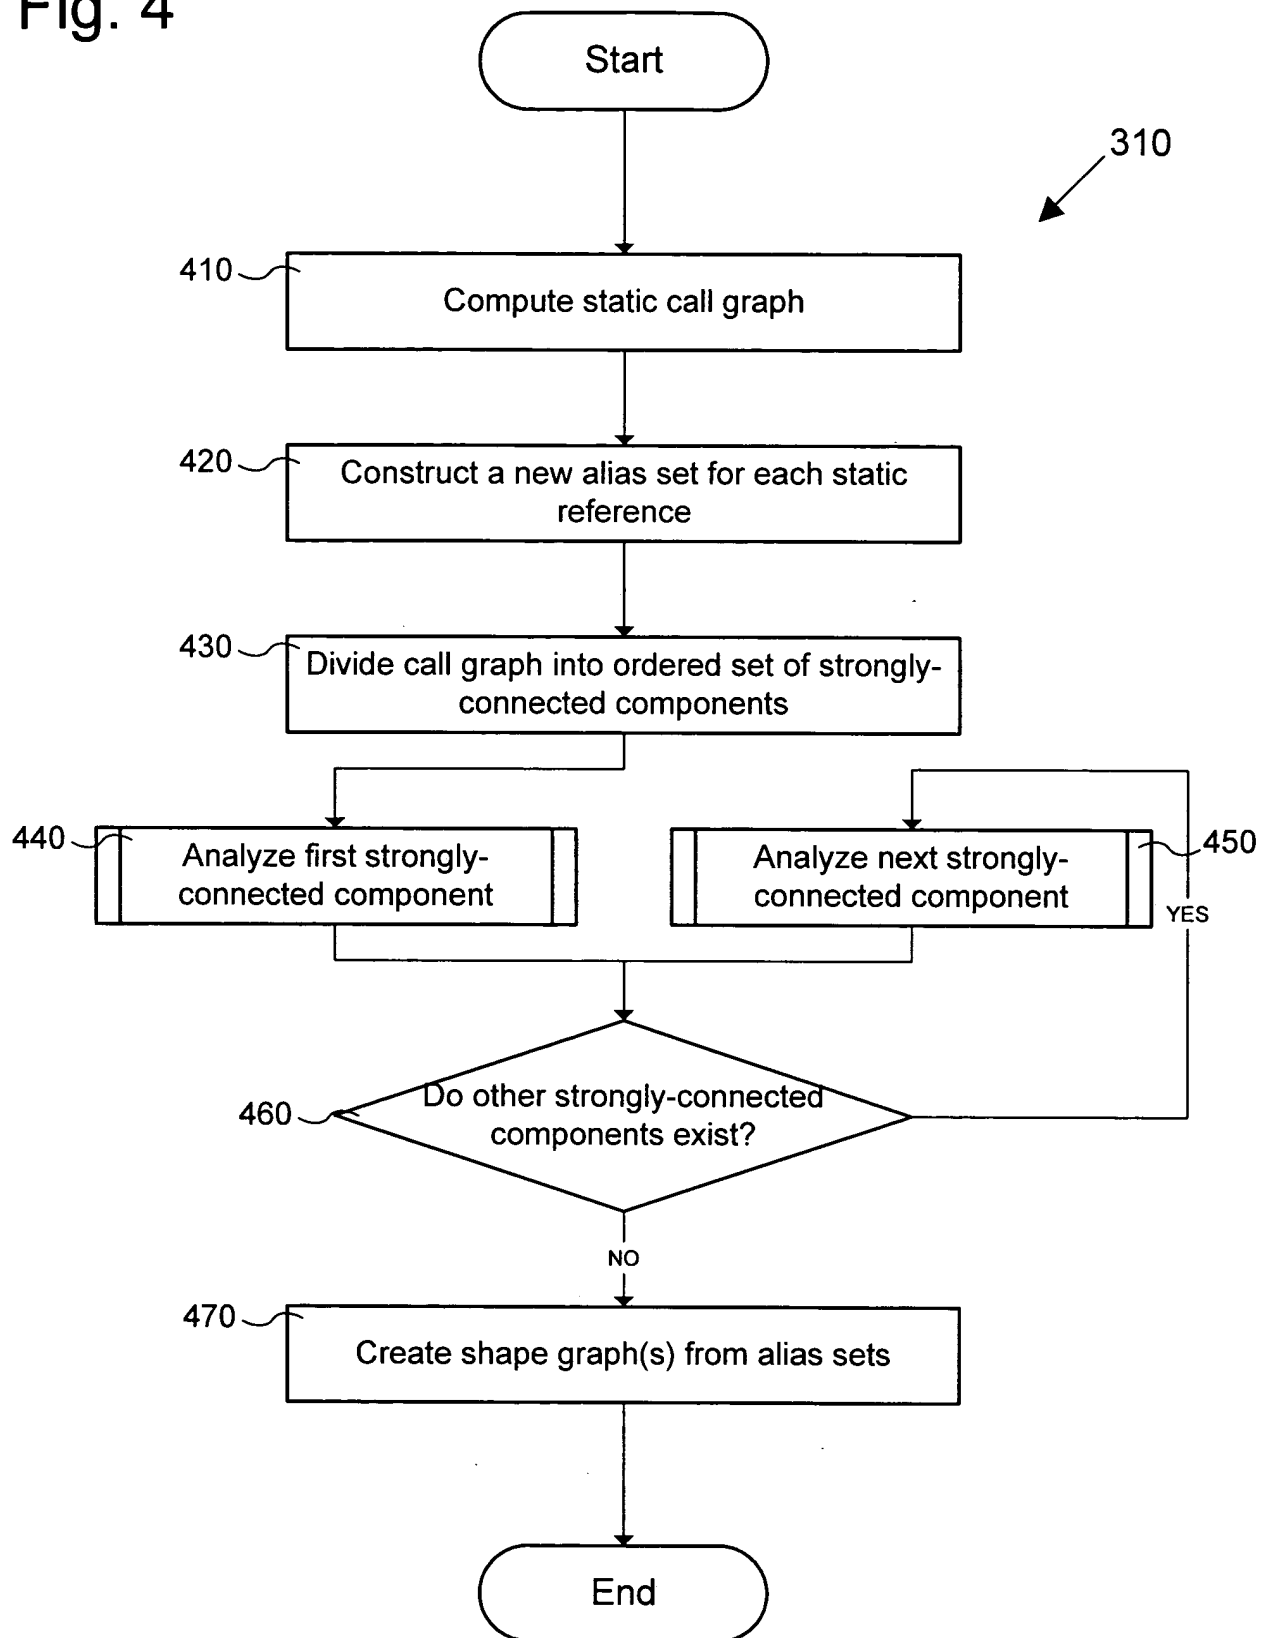 Fig. 4
Start
310
410
Compute static call graph
420
Construct a new alias set for each static
reference
430
Divide call graph into ordered set of strongly-
connected components
440
Analyze first strongly-
connected component
Analyze next strongly-
connected component
450
YES
460
Do other strongly-connected
components exist?
NO
470
Create shape graph(s) from alias sets
End